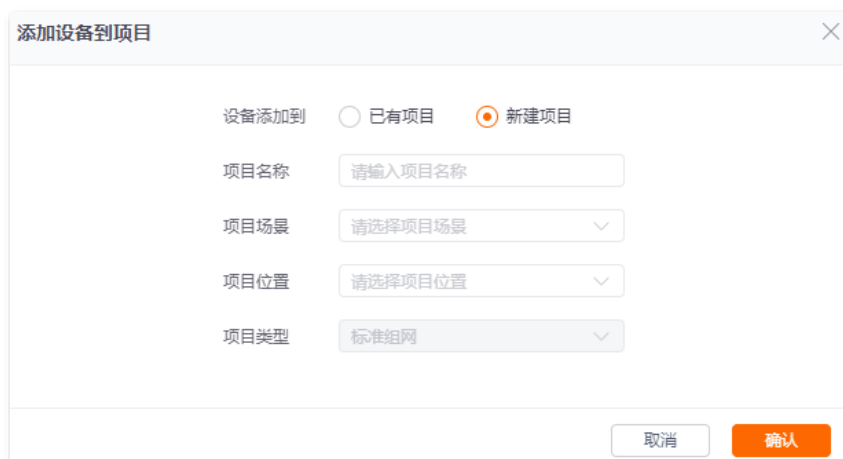 添加设备到项目
设备添加到 已有项目 新建项目
项目名称 请输入项目名称
项目场景 请选择项目场景
项目位置 请选择项目位置
项目类型 标准组网
取消 确认